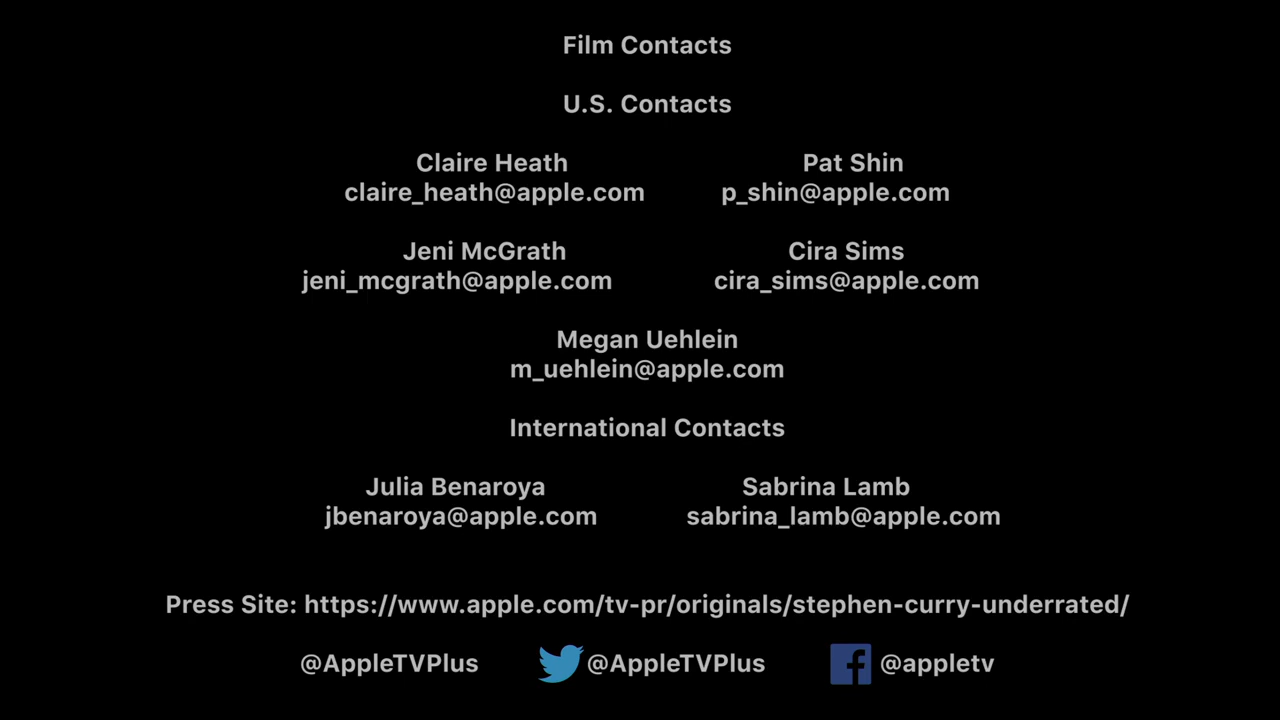 Film Contacts
U.S. Contacts
Claire Heath
claire_heath@apple.com
Pat Shin
p_shin@apple.com
Jeni McGrath
jeni_mcgrath@apple.com
Cira Sims
cira_sims@apple.com
Megan Uehlein
m_uehlein@apple.com
International Contacts
Julia Benaroya
jbenaroya@apple.com
Sabrina Lamb
sabrina_lamb@apple.com
Press Site: https://www.apple.com/tv-pr/originals/stephen-curry-underrated/
@AppleTVPlus @AppleTVPlus @appletv